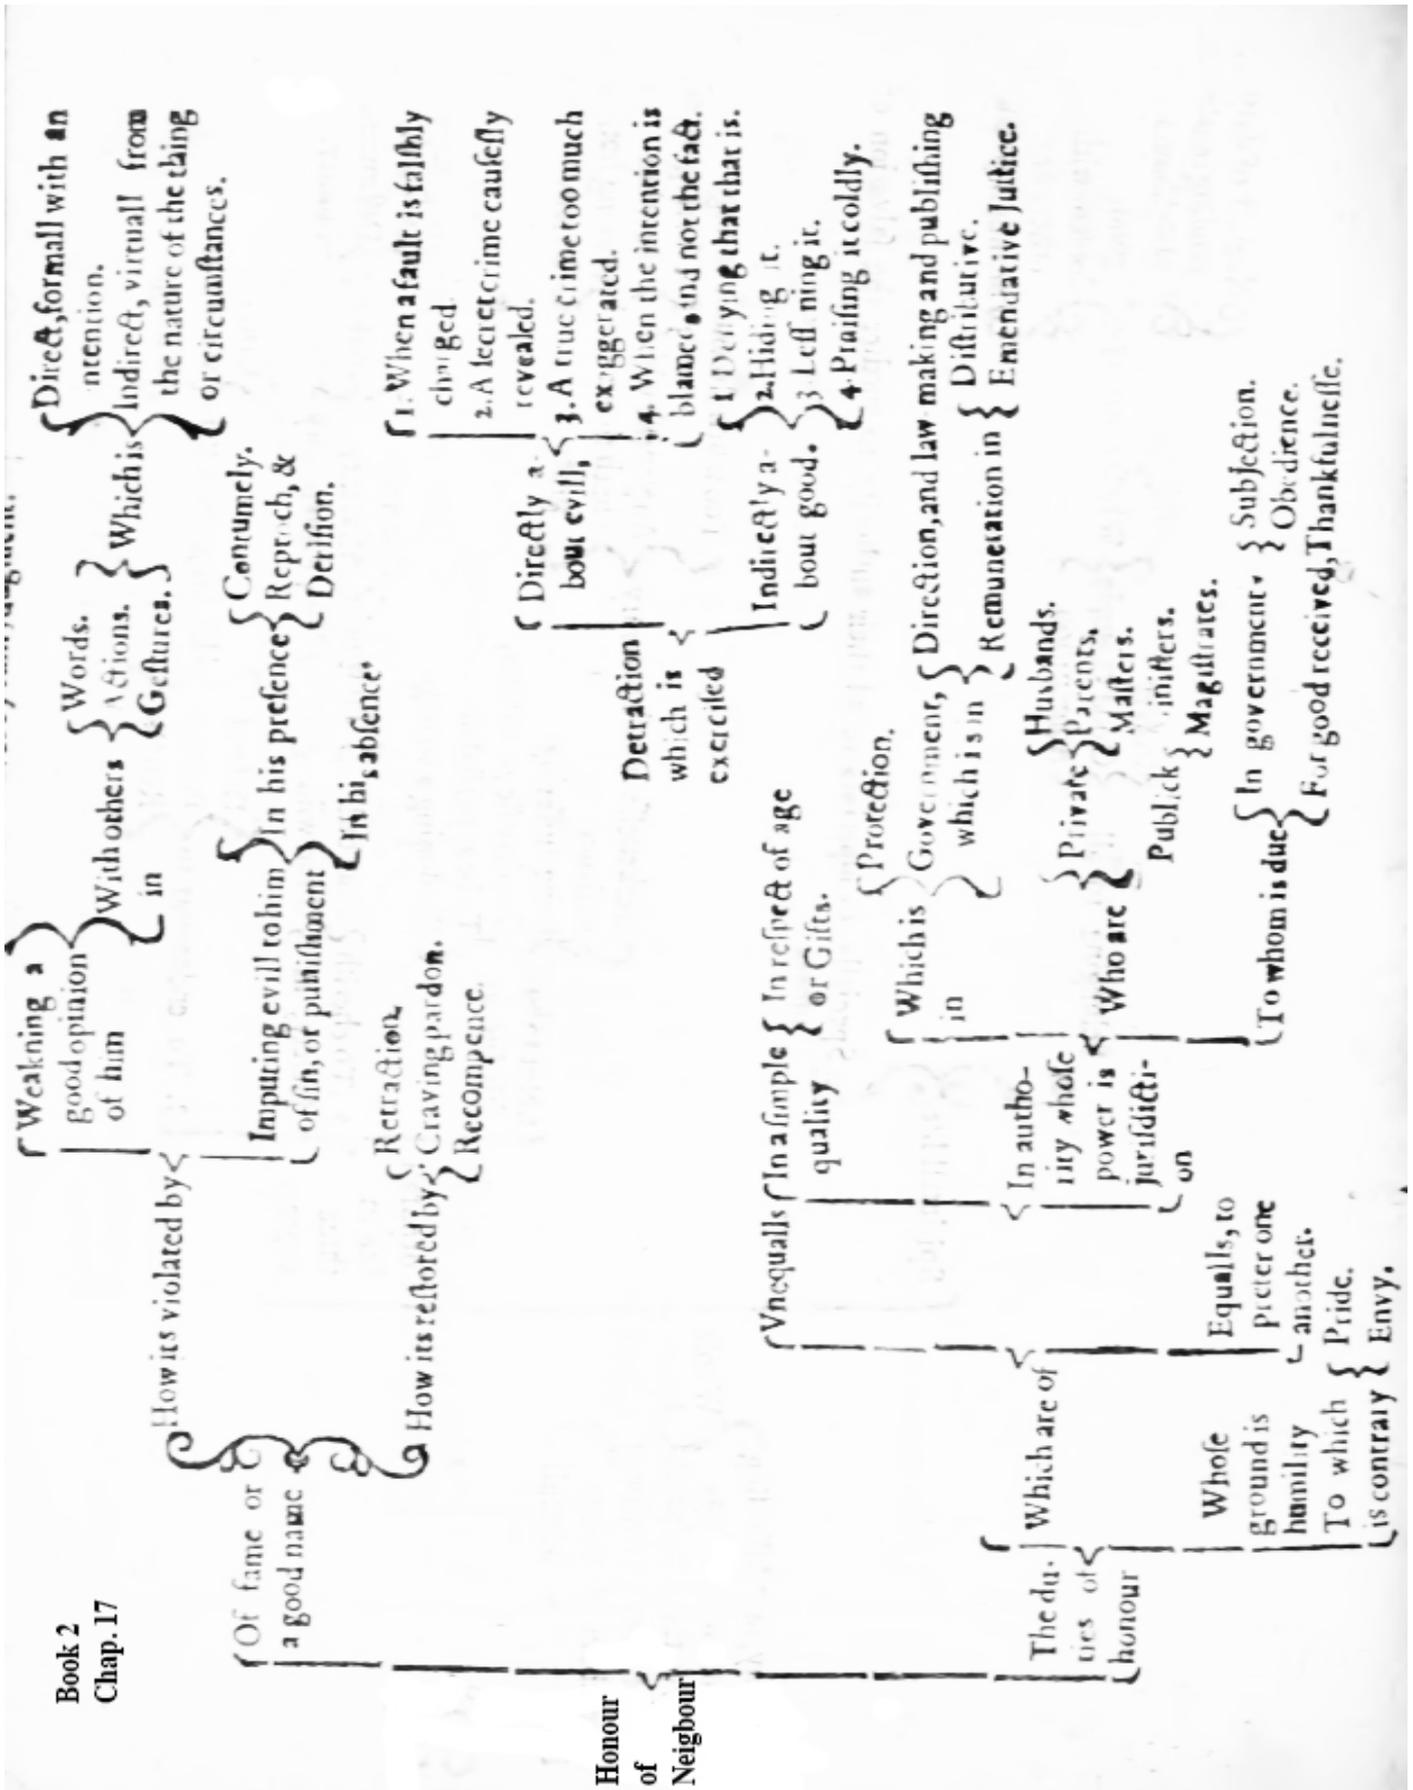 Book 2
Chap. 17
Honour
of
Neigbour
Of fame or
a good name
How its violated by
Weakning a
good opinion
of him
With others
in
Words.
Actions.
Geſtures.
Which is
Direct, formall with an
ntention.
Indirect, virtuall from
the nature of the thing
or circumſtances.
Imputing evill to him
of ſin, or puniſhment
In his preſence
Contumely.
Reproch, &
Deriſion.
In his abſence.
How its reſtored by
Retraction,
Craving pardon.
Recompence.
Detraction
which is
exerciſed
Directly a-
bout evill,
1. When a fault is falſhly
charged
2. A ſecret crime cauſeſly
revealed.
3. A true crime too much
exaggerated.
4. When the intention is
blamed, and not the fact.
Indirectly a-
bout good.
1 Denying that that is.
2. Hiding it.
3 Leſſning it.
4 Praiſing it coldly.
The du-
ties of
honour
Which are of
Vnequalls
In a ſimple
quality
In reſpect of age
or Gifts.
In autho-
rity whoſe
power is
juriſdicti-
on
Which is
in
Protection.
Government,
which is in
Direction, and law-making and publiſhing
Remuneration in
Diſtributive.
Emendative Juſtice.
Who are
Private
Husbands.
Parents.
Maſters.
Publick
iniſters.
Magiſtrates.
To whom is due
In government
Subjection.
Obedience.
For good received, Thankfulneſſe.
Equalls, to
prefer one
another.
Whoſe
ground is
humility
To which
is contrary
Pride.
Envy.